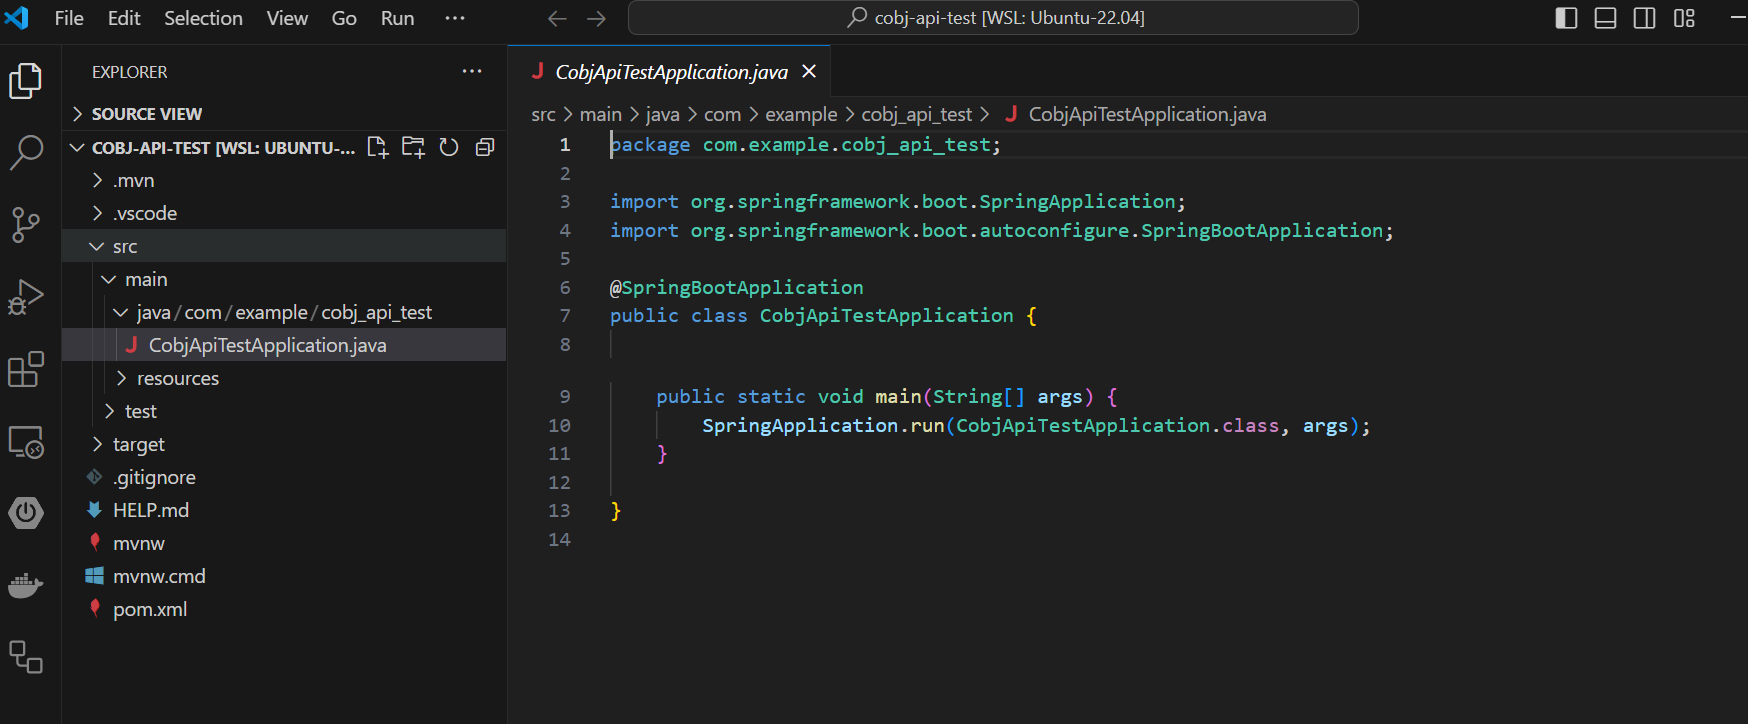 File Edit Selection View Go Run ···
cobj-api-test [WSL: Ubuntu-22.04]
EXPLORER
SOURCE VIEW
COBJ-API-TEST [WSL: UBUNTU-...
.mvn
.vscode
src
main
java/com/example/cobj_api_test
J CobjApiTestApplication.java
resources
test
target
.gitignore
HELP.md
mvnw
mvnw.cmd
pom.xml
J CobjApiTestApplication.java
src > main > java > com > example > cobj_api_test > J CobjApiTestApplication.java
1 package com.example.cobj_api_test;
2
3 import org.springframework.boot.SpringApplication;
4 import org.springframework.boot.autoconfigure.SpringBootApplication;
5
6 @SpringBootApplication
7 public class CobjApiTestApplication {
8
9 public static void main(String[] args) {
10 SpringApplication.run(CobjApiTestApplication.class, args);
11 }
12
13 }
14